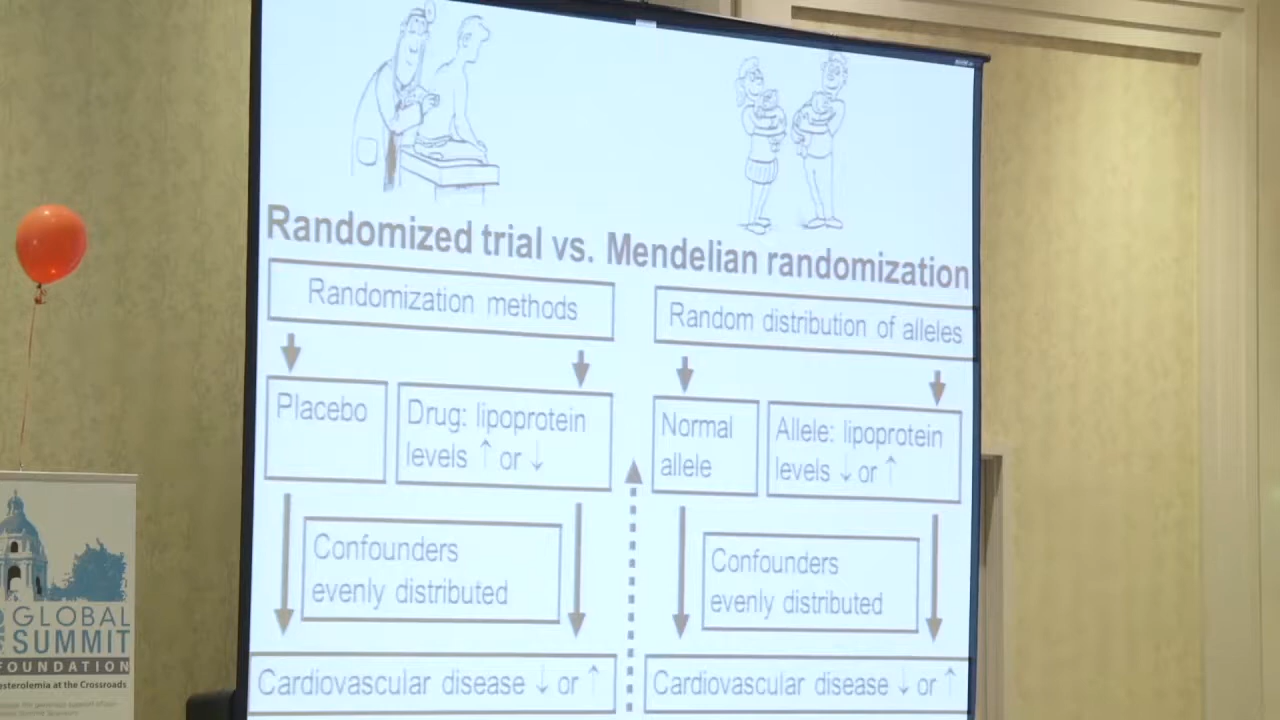 Randomized trial vs. Mendelian randomization
Randomization methods
Placebo
Drug: lipoprotein
levels ↑ or ↓
Confounders
evenly distributed
Cardiovascular disease ↓ or ↑
Random distribution of alleles
Normal
allele
Allele: lipoprotein
levels ↓ or ↑
Confounders
evenly distributed
Cardiovascular disease ↓ or ↑
GLOBAL
SUMMIT
FOUNDATION
at the Crossroads